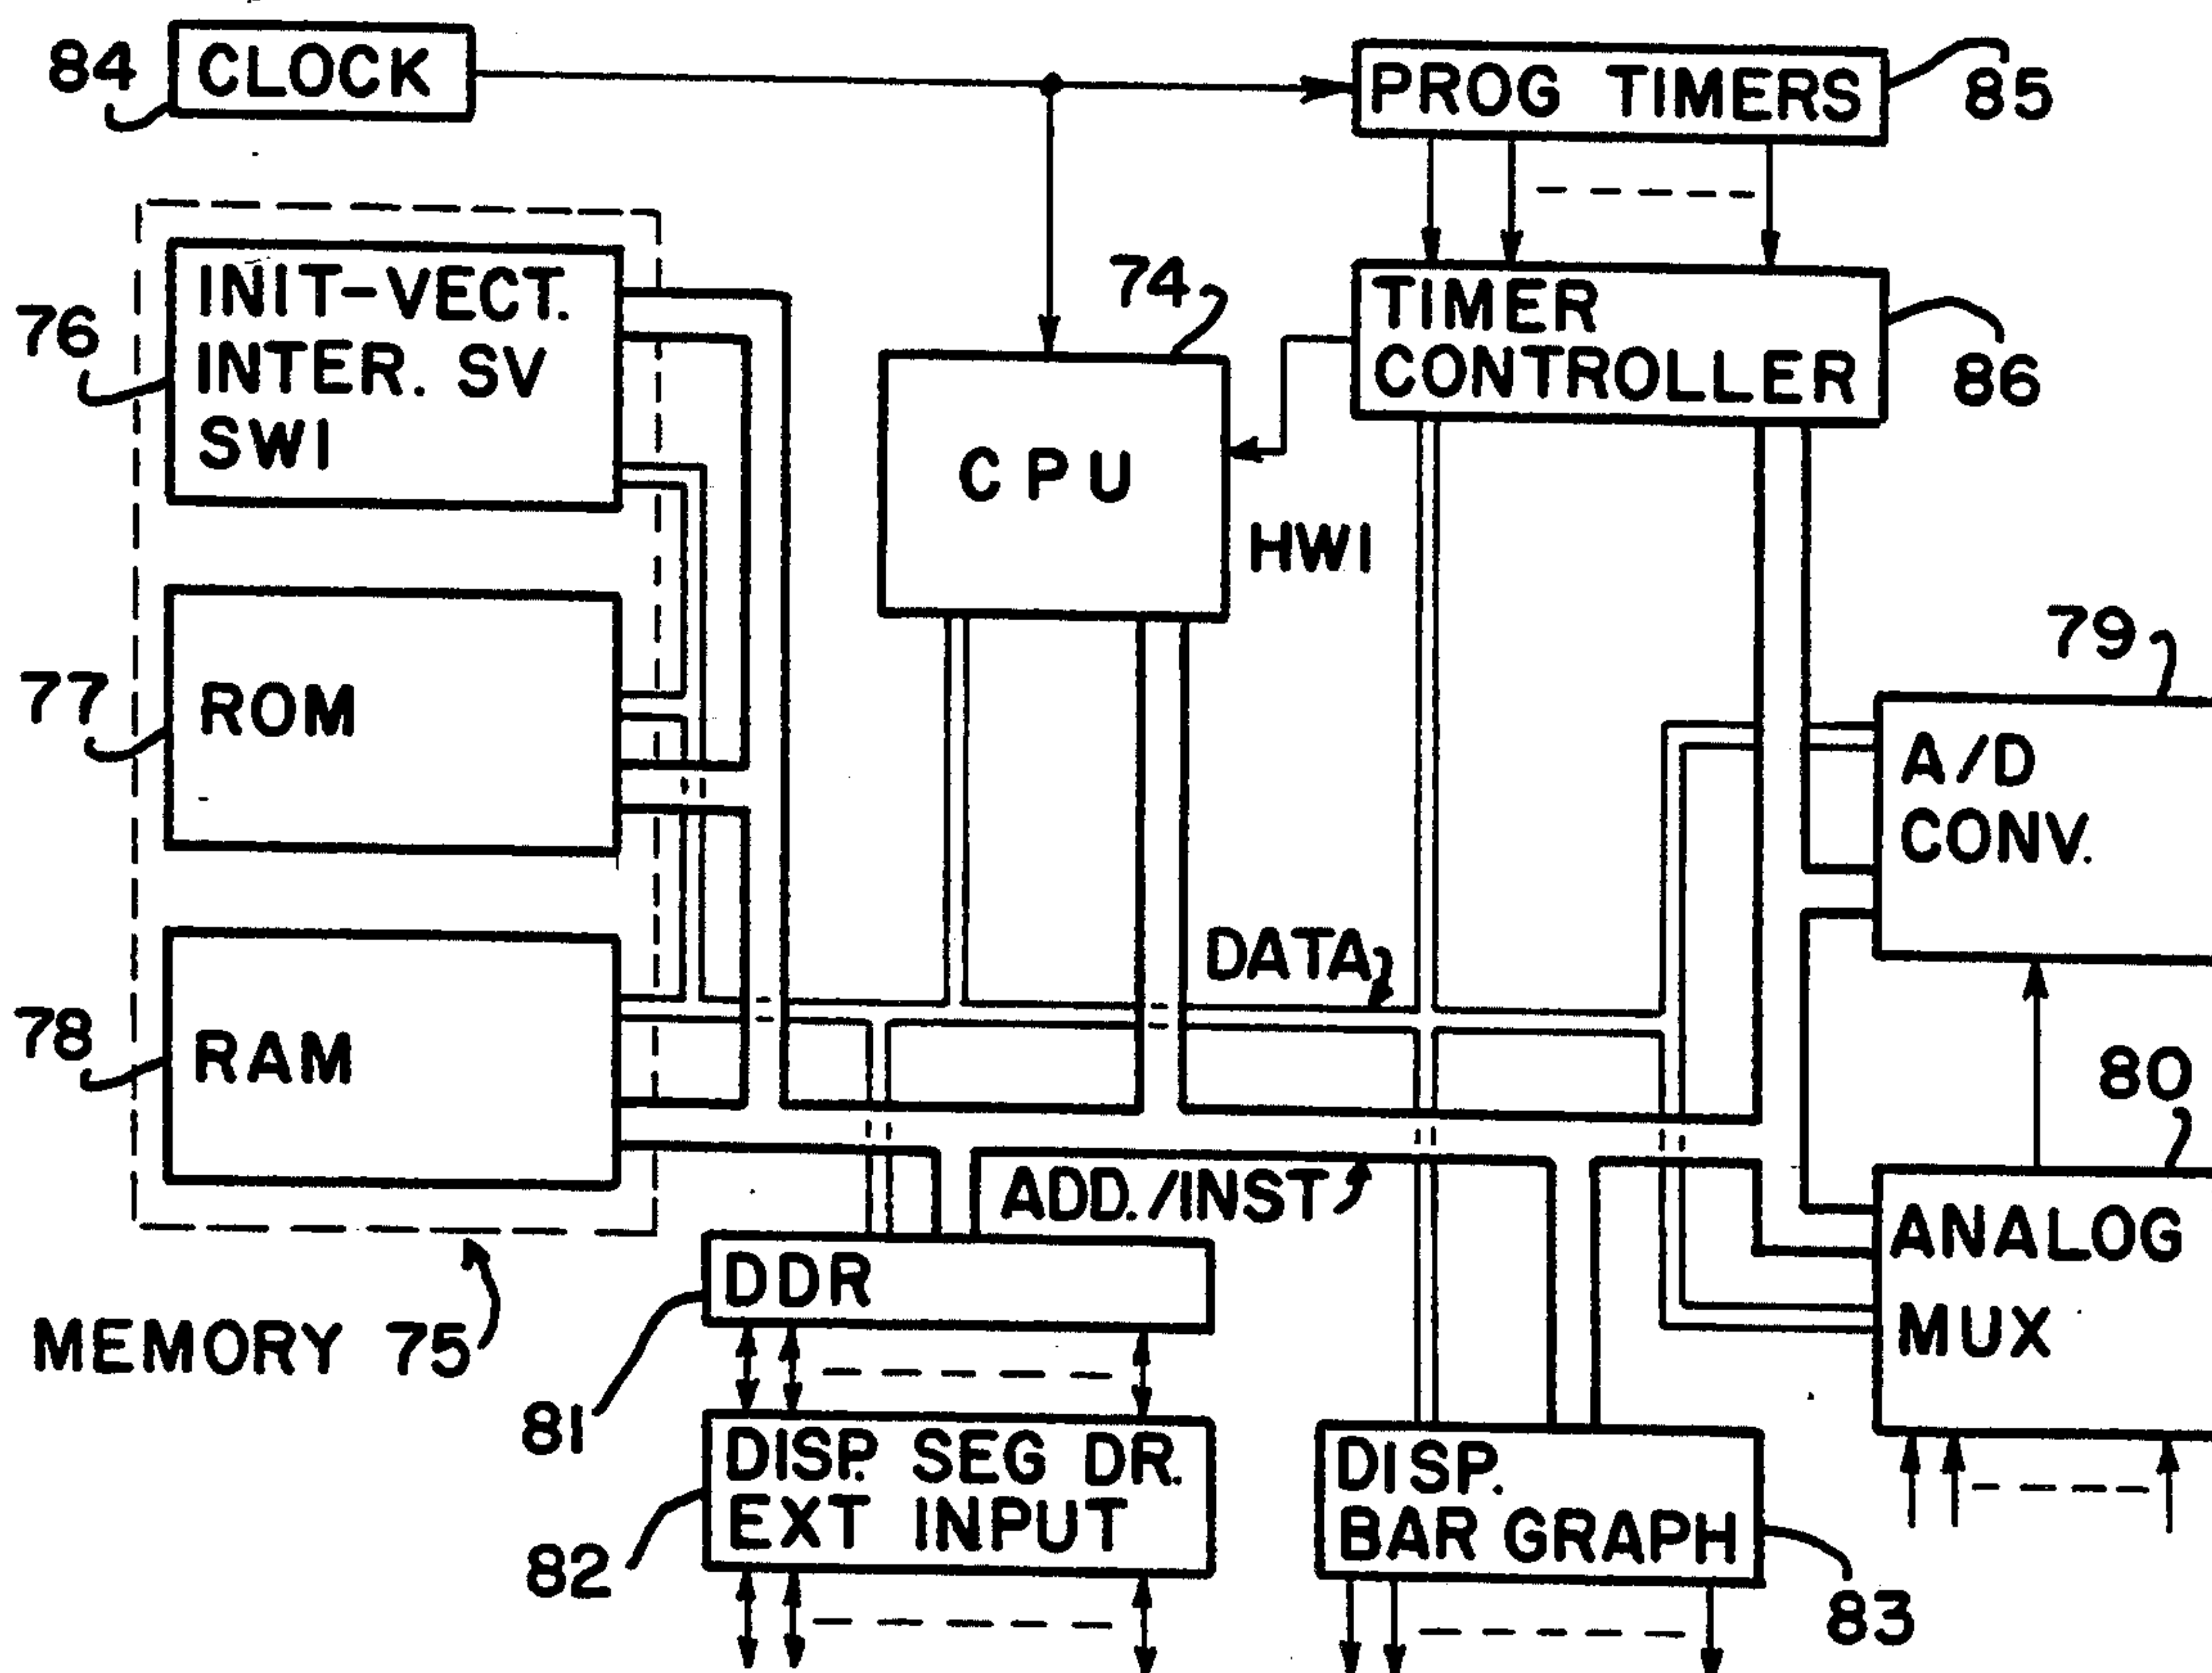 84
CLOCK
PROG TIMERS
85
74
76
INIT-VECT.
INTER. SV
SWI
TIMER
CONTROLLER
86
CPU
HWI
77
ROM
79
A/D
CONV.
DATA
78
RAM
80
ADD./INST
ANALOG
MUX
DDR
MEMORY 75
81
DISP. SEG DR.
EXT INPUT
82
DISP.
BAR GRAPH
83